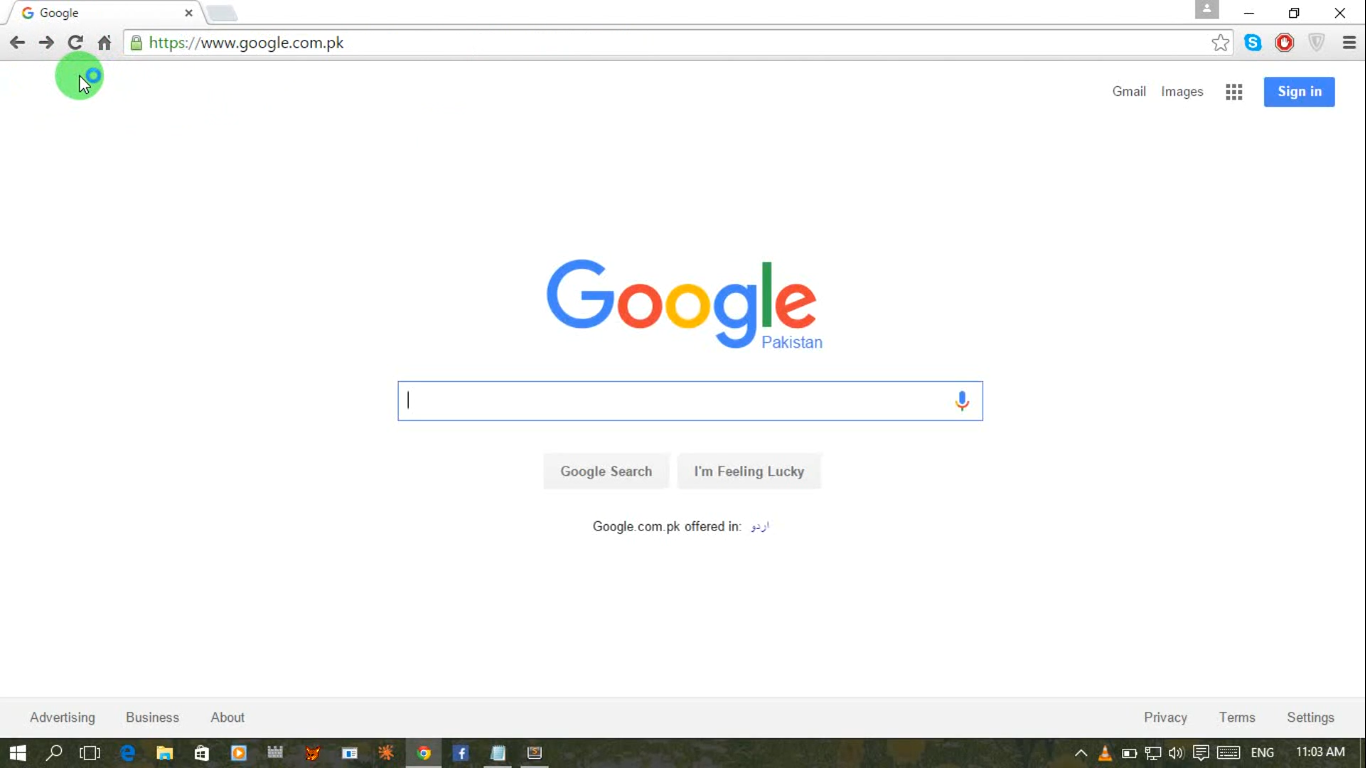 Google
https://www.google.com.pk
Gmail Images Sign in
Google
Pakistan
Google Search I'm Feeling Lucky
Google.com.pk offered in: اردو
Advertising Business About Privacy Terms Settings
ENG 11:03 AM